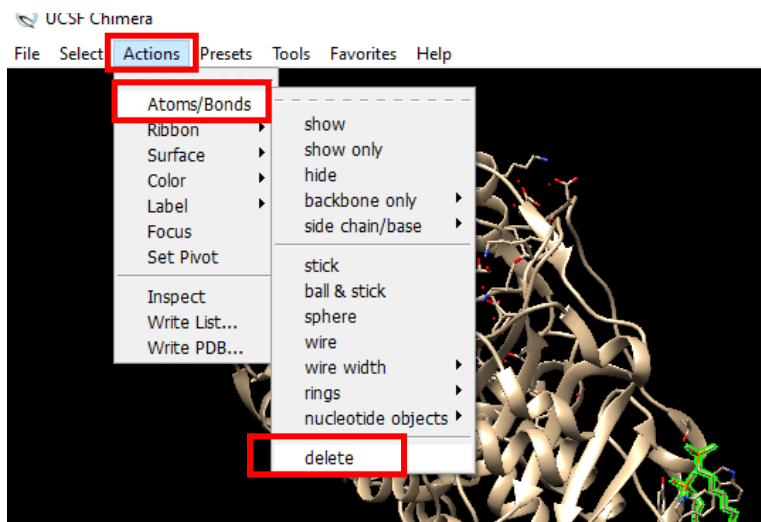 UCSF Chimera
File Select Actions Presets Tools Favorites Help
Atoms/Bonds
Ribbon
Surface
Color
Label
Focus
Set Pivot
Inspect
Write List...
Write PDB...
show
show only
hide
backbone only
side chain/base
stick
ball & stick
sphere
wire
wire width
rings
nucleotide objects
delete